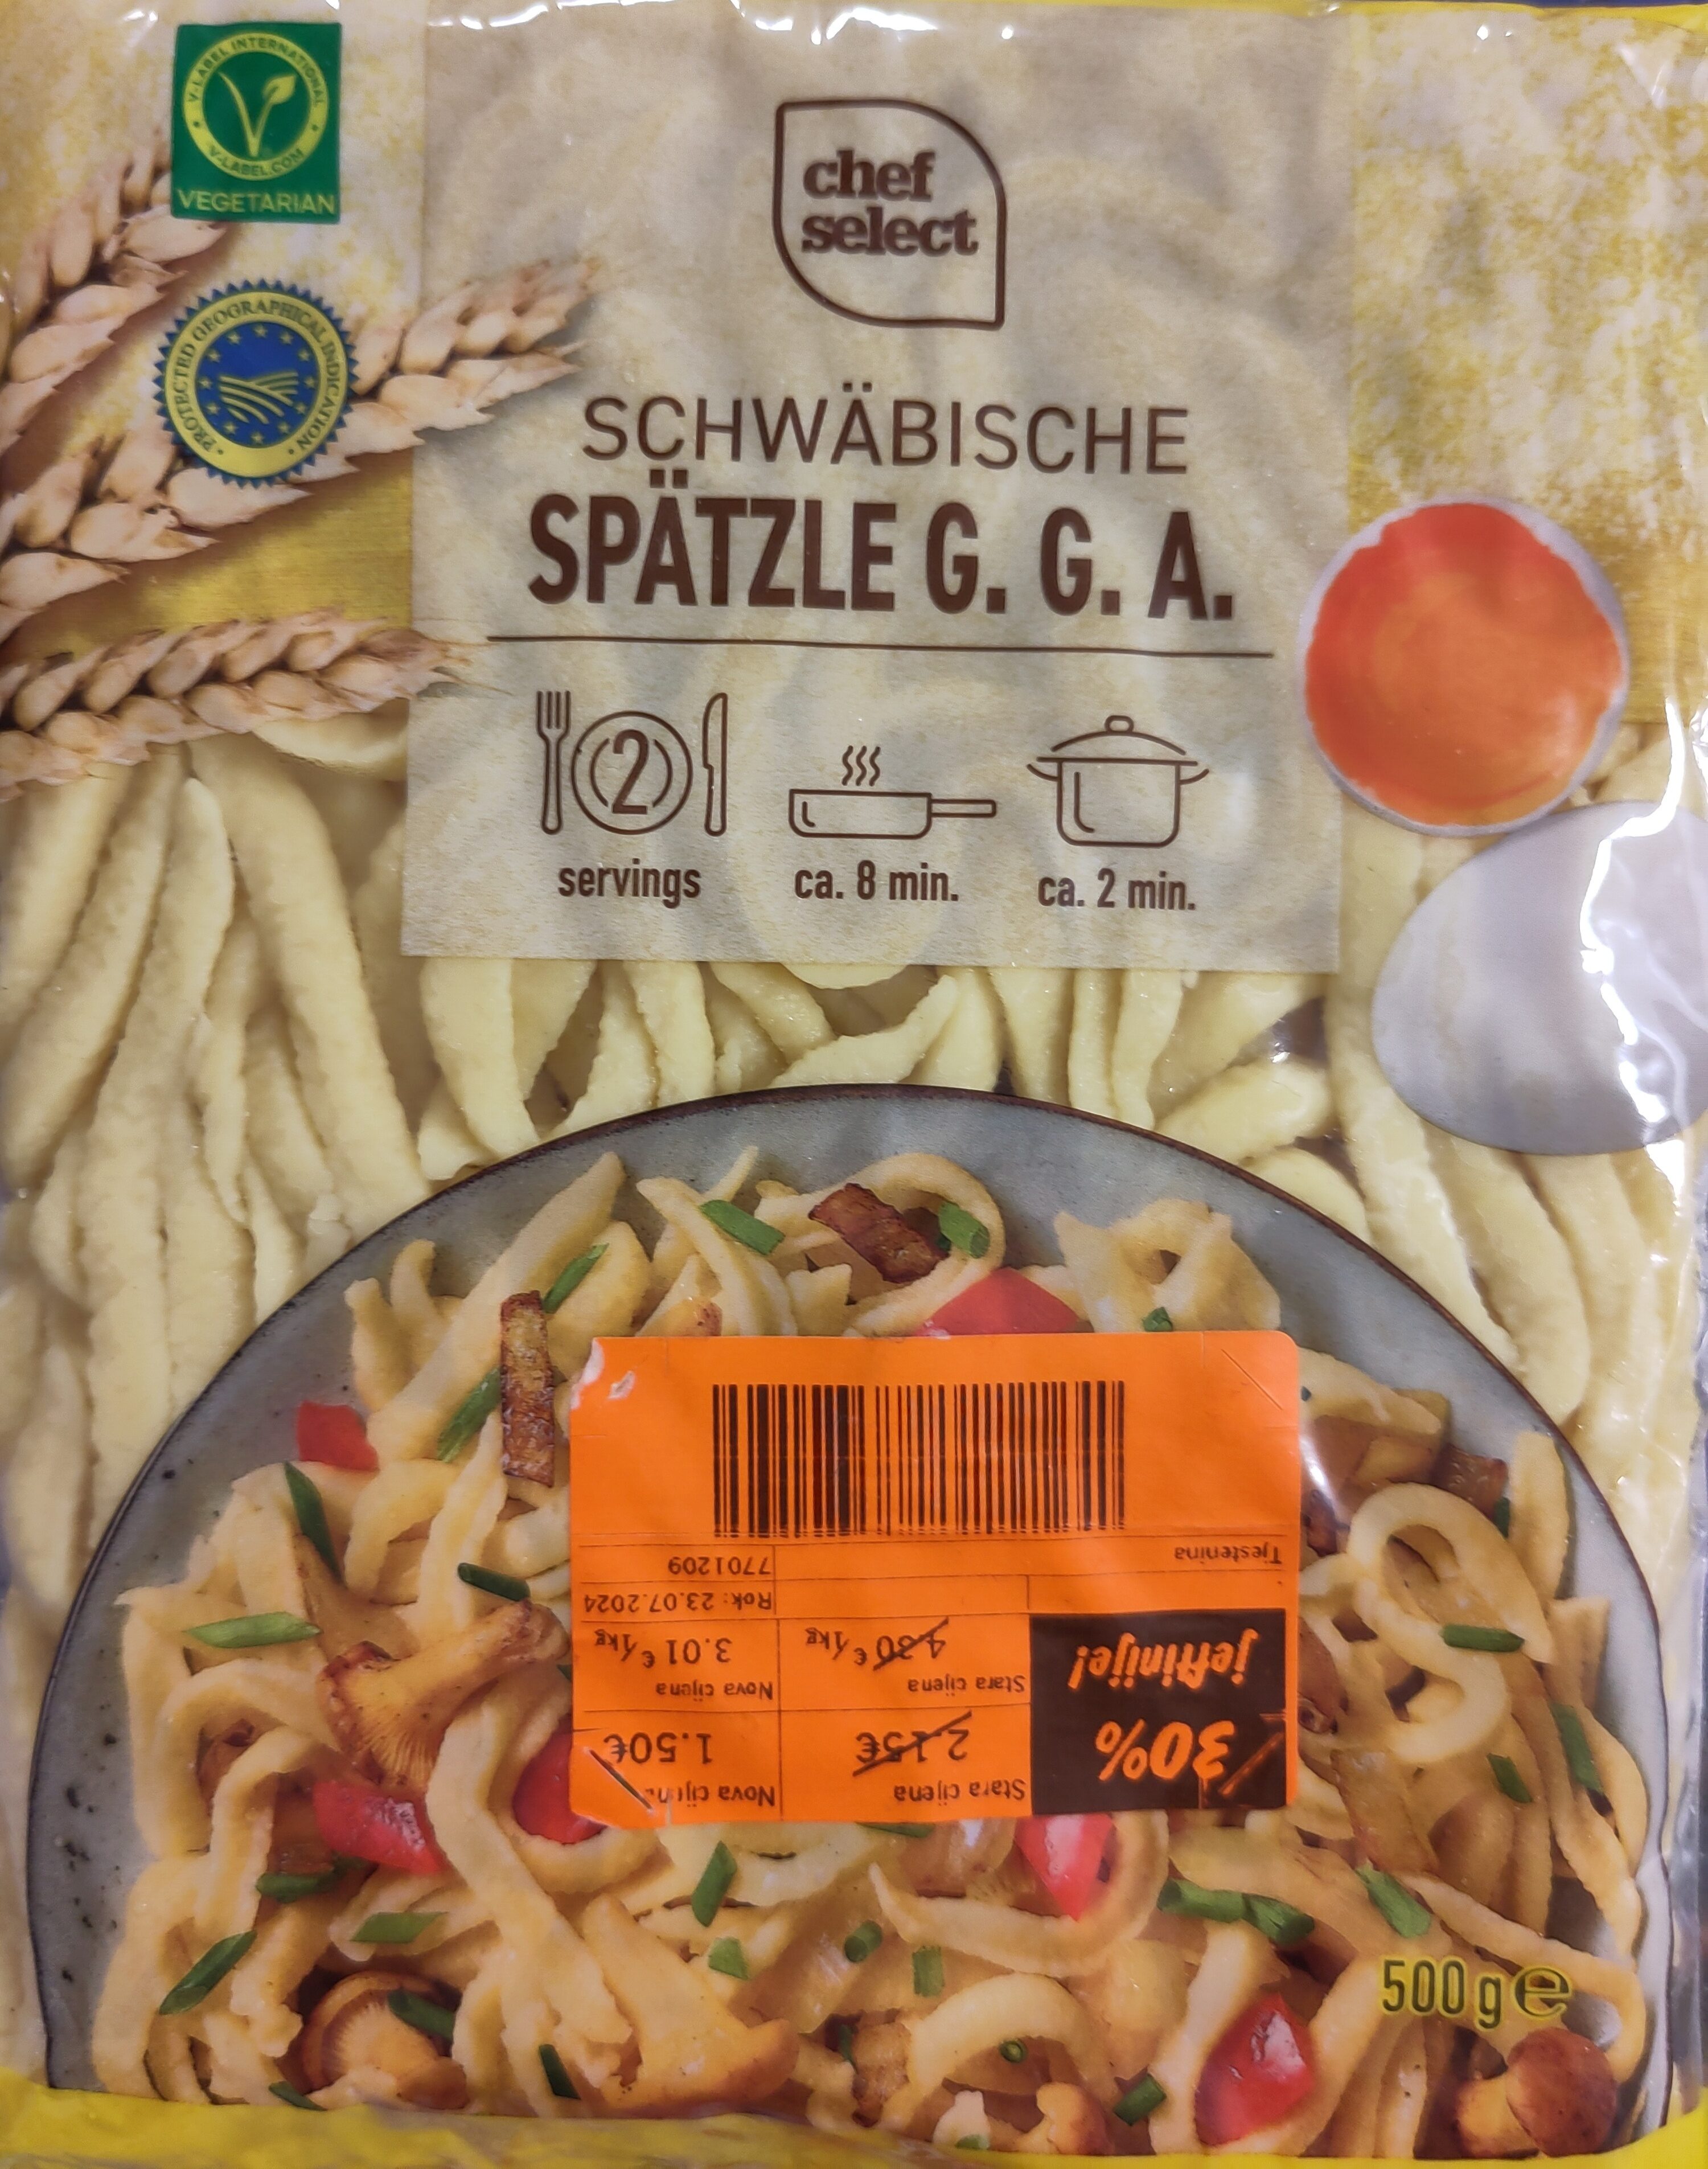 V-LABEL INTERNATIONAL
V-LABEL.COM
VEGETARIAN
chef
select
PROTECTED GEOGRAPHICAL INDICATION
SCHWÄBISCHE
SPÄTZLE G. G. A.
2
servings
ca. 8 min.
ca. 2 min.
30%
jeftinije!
Stara cijena
2.15€
Nova cijena
1.50€
Stara cijena
4.30 €/1kg
Nova cijena
3.01 €/1kg
Rok: 23.07.2024
Tjestenina
7701209
500 g e